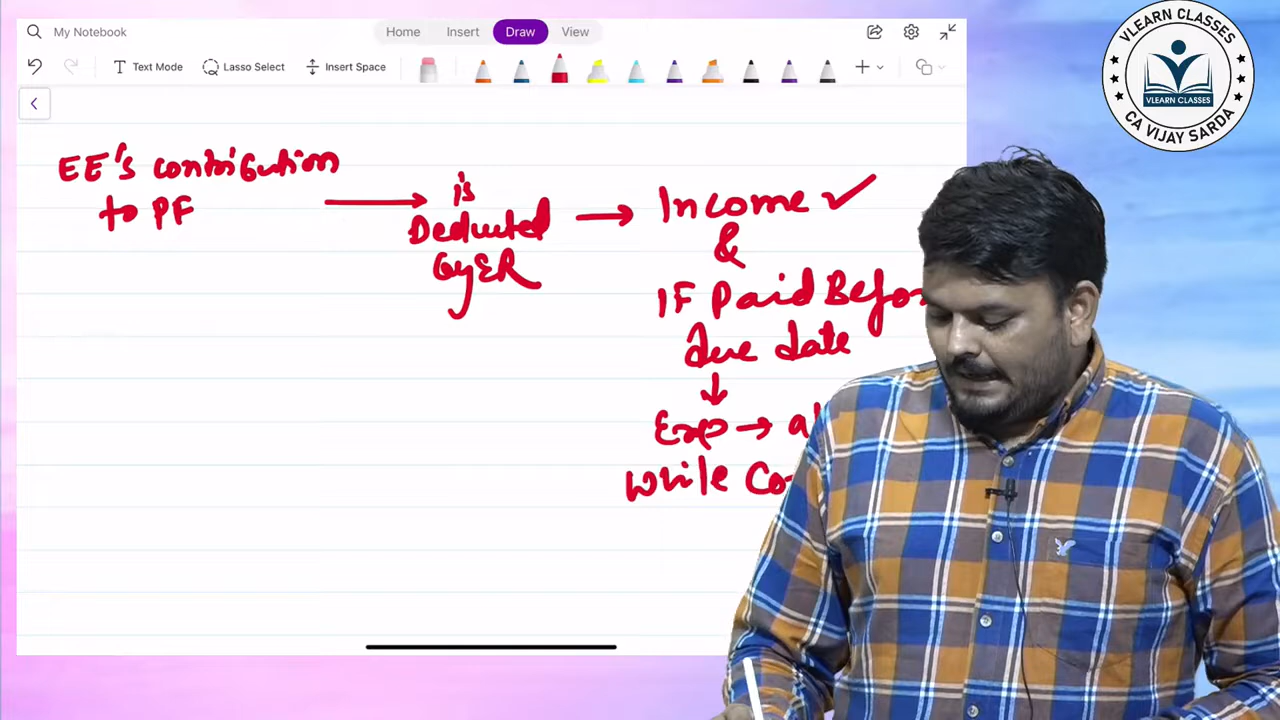 My Notebook
Home Insert Draw View
Text Mode Lasso Select Insert Space
VLEARN CLASSES
VLEARN CLASSES
CA VIJAY SARDA
EE's contribution
to PF
is
Deducted
by ER
Income ✓
&
IF Paid Befo
due date
Exp → a
while Co